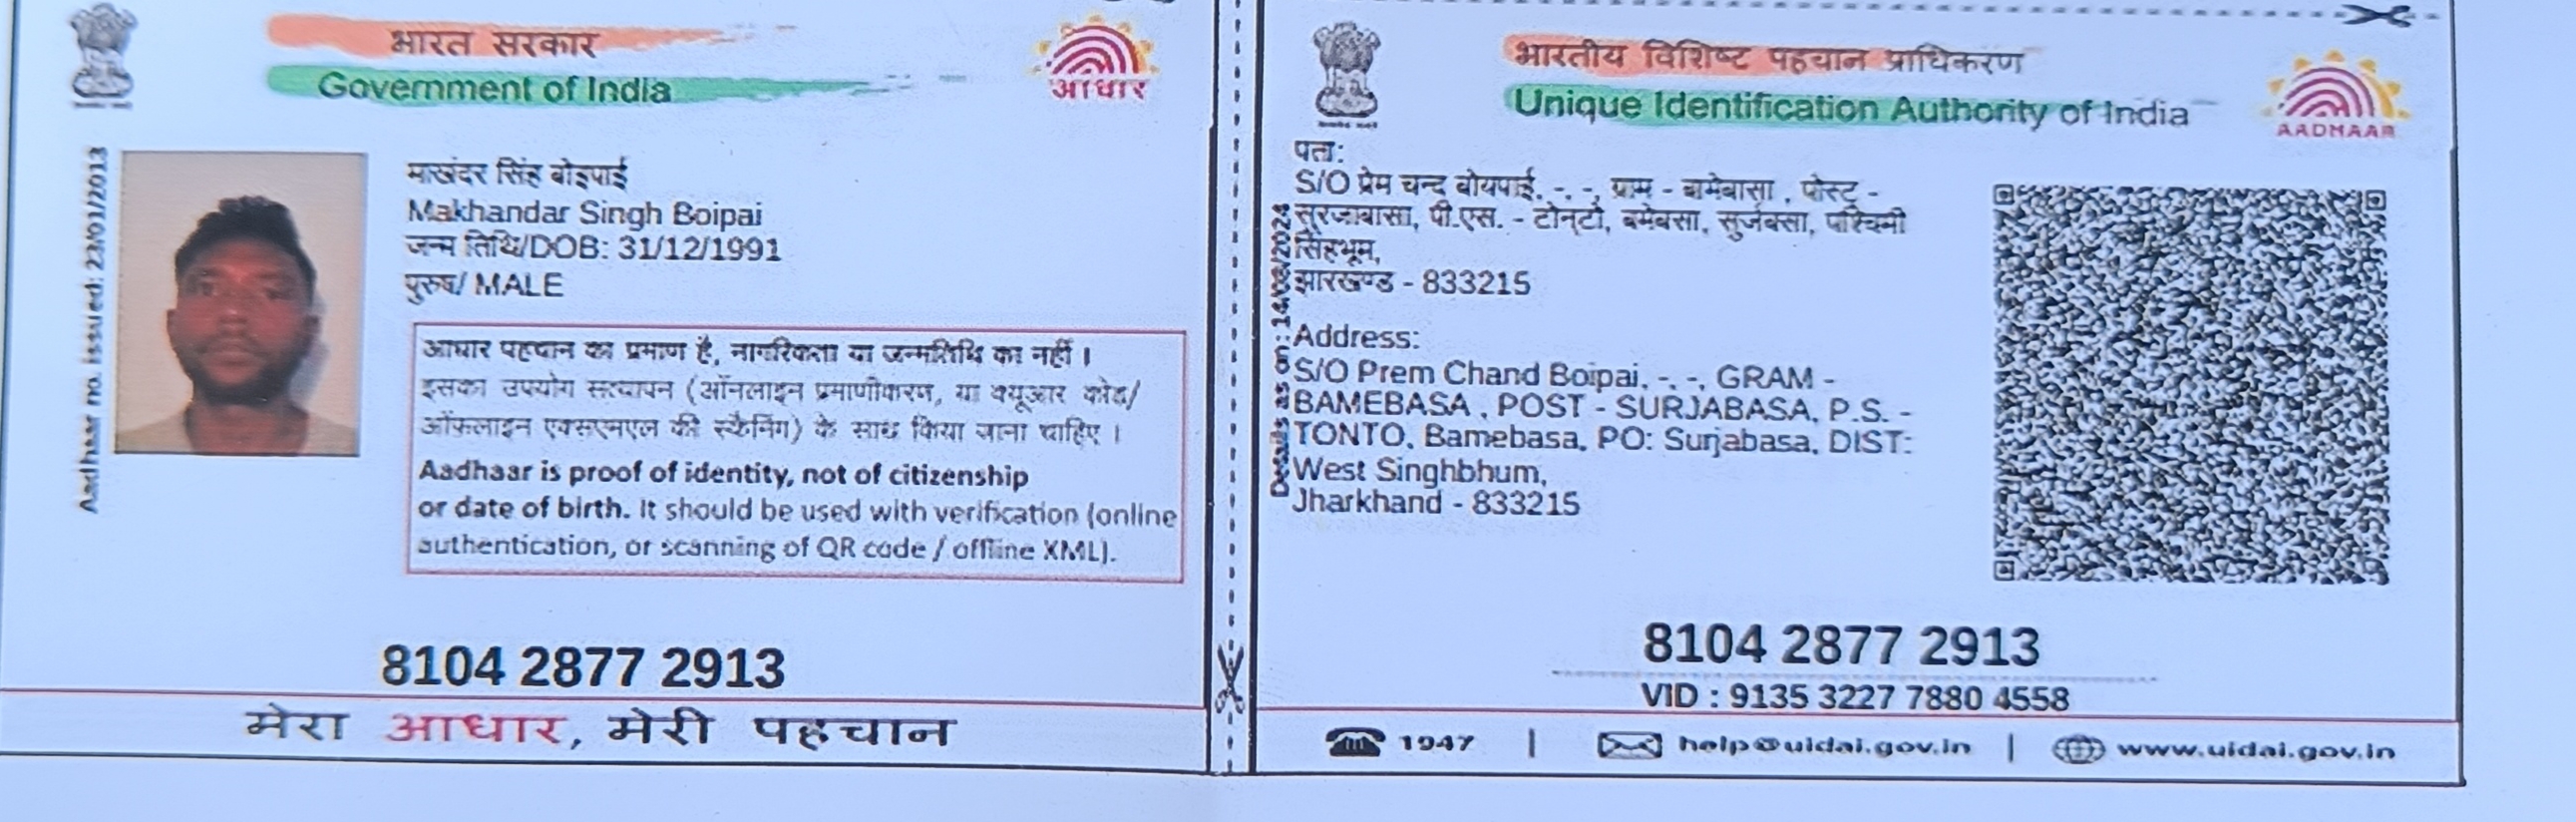 भारत सरकार
Government of India
आधार
Aadhaar no. issued: 22/01/2013
माखंदर सिंह बोइपाई
Makhandar Singh Boipai
जन्म तिथि/DOB: 31/12/1991
पुरुष/ MALE
आधार पहचान का प्रमाण है, नागरिकता या जन्मतिथि का नहीं ।
इसका उपयोग सत्यापन (ऑनलाइन प्रमाणीकरण, या क्यूआर कोड/
ऑफ़लाइन एक्सएमएल की स्कैनिंग) के साथ किया जाना चाहिए ।
Aadhaar is proof of identity, not of citizenship
or date of birth. It should be used with verification (online
authentication, or scanning of QR code / offline XML).
8104 2877 2913
मेरा आधार, मेरी पहचान
भारतीय विशिष्ट पहचान प्राधिकरण
Unique Identification Authority of India
AADHAAR
पता:
S/O प्रेम चन्द बोयपाई, -, -, ग्राम - बामेबासा , पोस्ट -
सूरजाबासा, पी.एस. - टोन्टो, बमेबसा, सुर्जबसा, पश्चिमी
सिंहभूम,
झारखण्ड - 833215
Address:
S/O Prem Chand Boipai, -, -, GRAM -
BAMEBASA , POST - SURJABASA, P.S. -
TONTO, Bamebasa, PO: Surjabasa, DIST:
West Singhbhum,
Jharkhand - 833215
8104 2877 2913
VID : 9135 3227 7880 4558
1947 | help@uidai.gov.in | www.uidai.gov.in